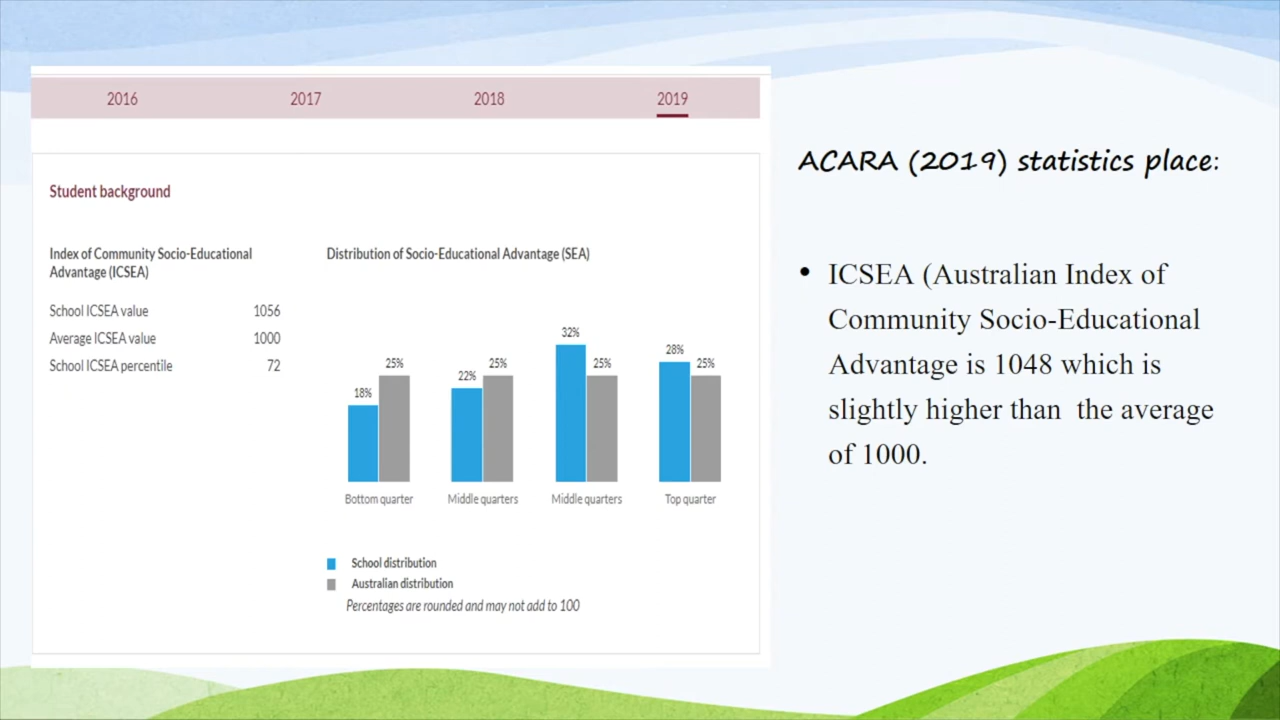 2016 2017 2018 2019
Student background
Index of Community Socio-Educational
Advantage (ICSEA)
School ICSEA value 1056
Average ICSEA value 1000
School ICSEA percentile 72
Distribution of Socio-Educational Advantage (SEA)
18% 25% 22% 25% 32% 25% 28% 25%
Bottom quarter Middle quarters Middle quarters Top quarter
School distribution
Australian distribution
Percentages are rounded and may not add to 100
ACARA (2019) statistics place:
• ICSEA (Australian Index of
Community Socio-Educational
Advantage is 1048 which is
slightly higher than the average
of 1000.